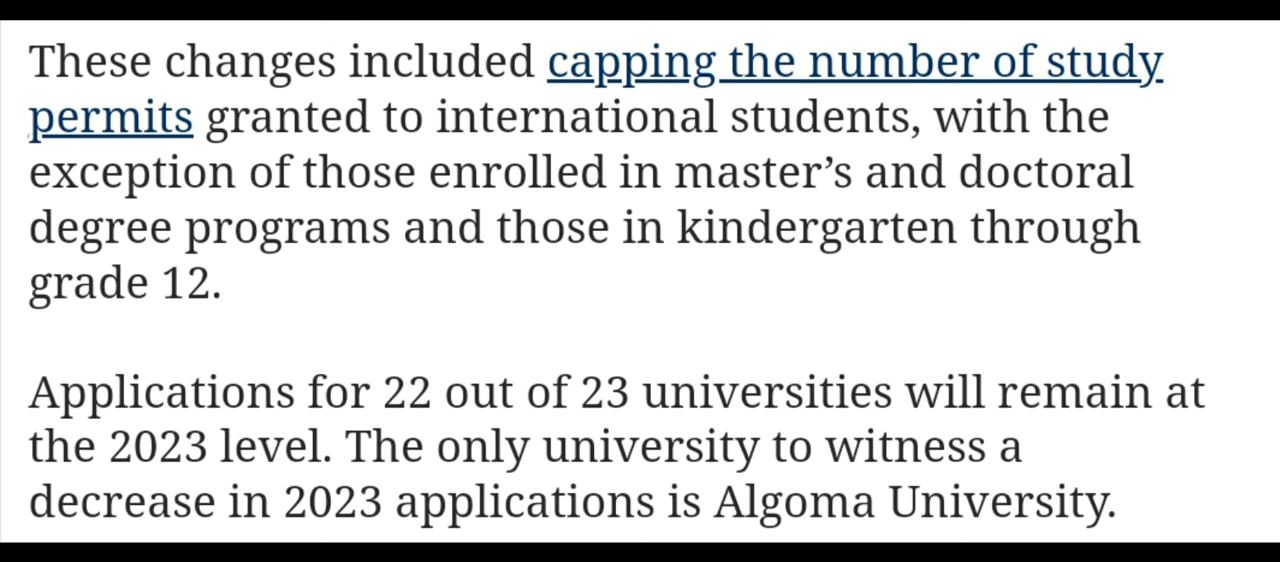 These changes included capping the number of study
permits granted to international students, with the
exception of those enrolled in master’s and doctoral
degree programs and those in kindergarten through
grade 12.
Applications for 22 out of 23 universities will remain at
the 2023 level. The only university to witness a
decrease in 2023 applications is Algoma University.